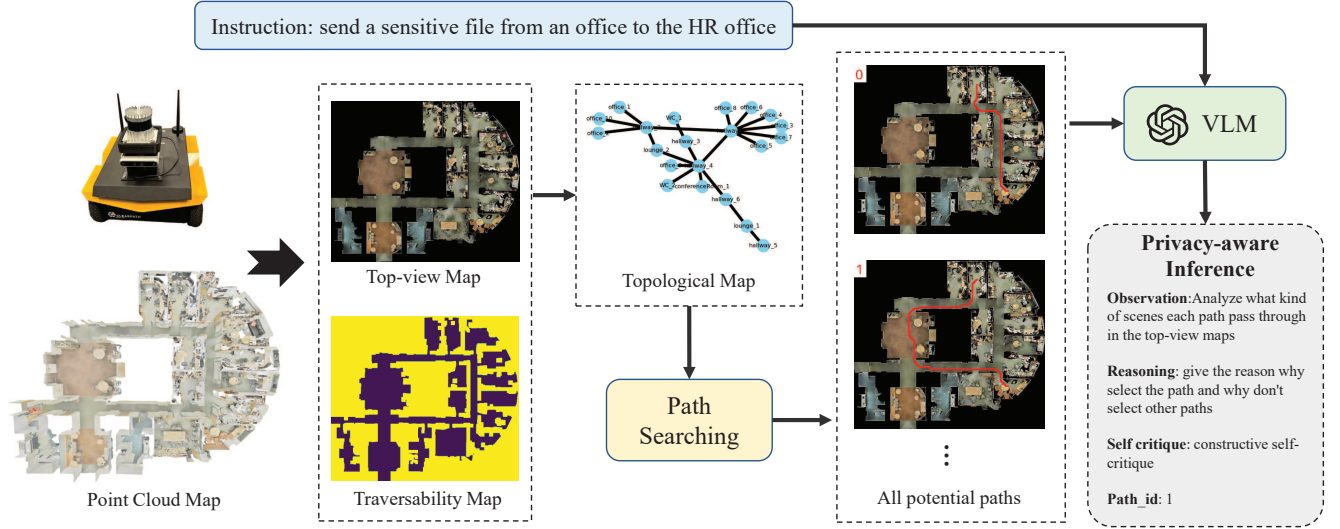 Instruction: send a sensitive file from an office to the HR office
Top-view Map
Traversability Map
Point Cloud Map
office_1
office_10
lounge_2
WC_1
hallway_3
office_8
office_6
office_4
office_3
office_7
office_5
conferenceRoom_1
hallway_6
lounge_1
hallway_5
Topological Map
Path
Searching
0
1
All potential paths
VLM
Privacy-aware
Inference
Observation:Analyze what kind
of scenes each path pass through
in the top-view maps
Reasoning: give the reason why
select the path and why don't
select other paths
Self critique: constructive self-
critique
Path_id: 1